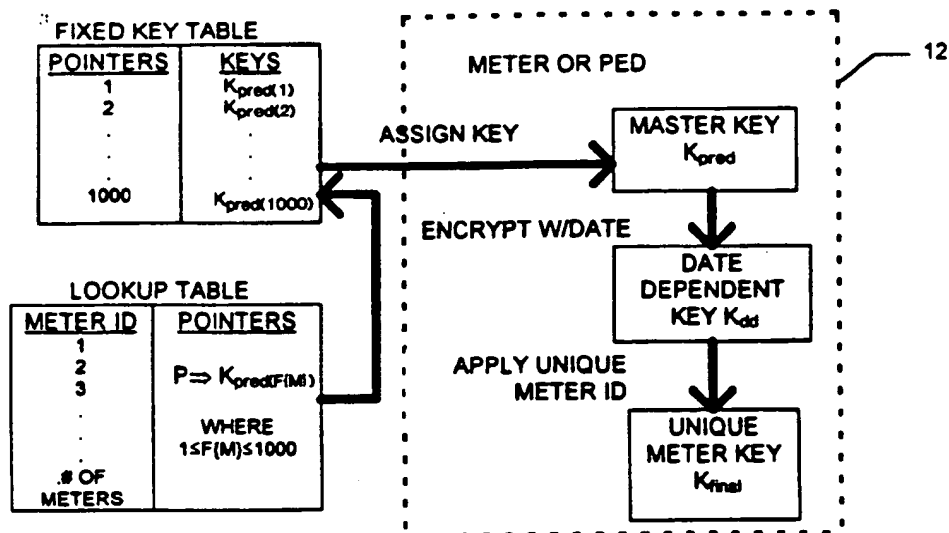 FIXED KEY TABLE
POINTERS KEYS
1 Kpred(1)
2 Kpred(2)
. .
. .
. .
1000 Kpred(1000)
LOOKUP TABLE
METER ID POINTERS
1
2
3
P⇒ Kpred(F(M))
.
.
.
WHERE
1≤F(M)≤1000
.# OF
METERS
ASSIGN KEY
METER OR PED
12
MASTER KEY
Kpred
ENCRYPT W/DATE
DATE
DEPENDENT
KEY Kdd
APPLY UNIQUE
METER ID
UNIQUE
METER KEY
Kfinal